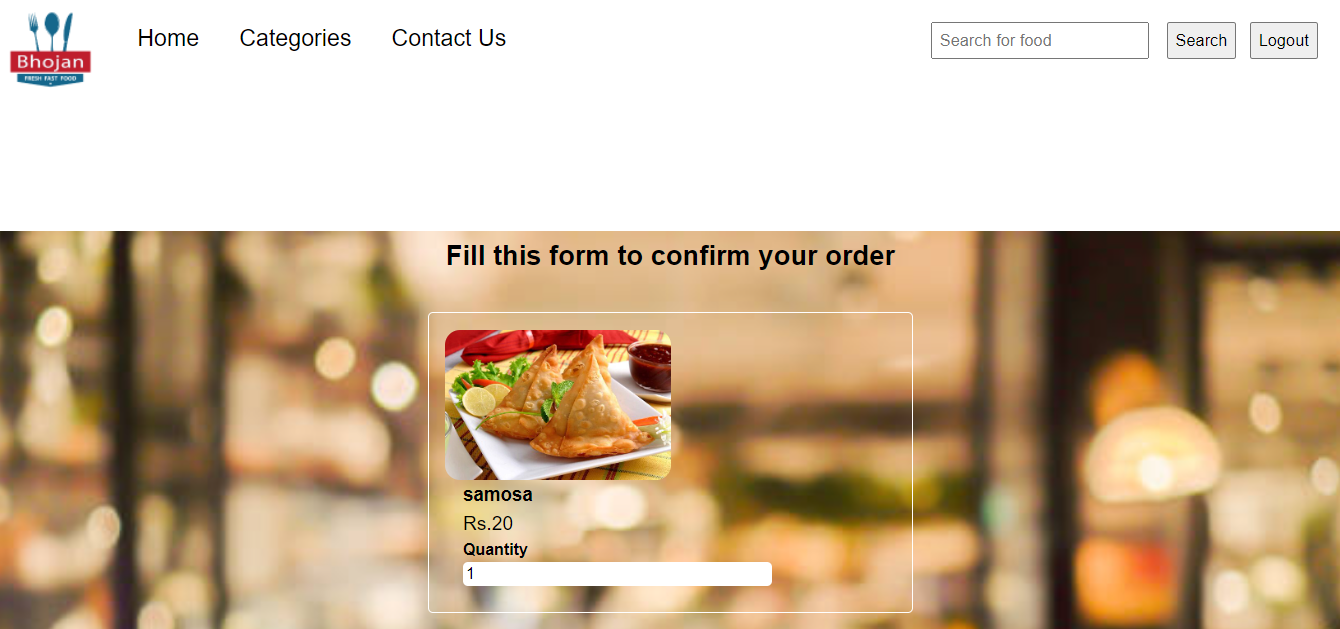 Bhojan
FRESH FAST FOOD
Home Categories Contact Us
Search for food Search Logout
Fill this form to confirm your order
samosa
Rs.20
Quantity
1